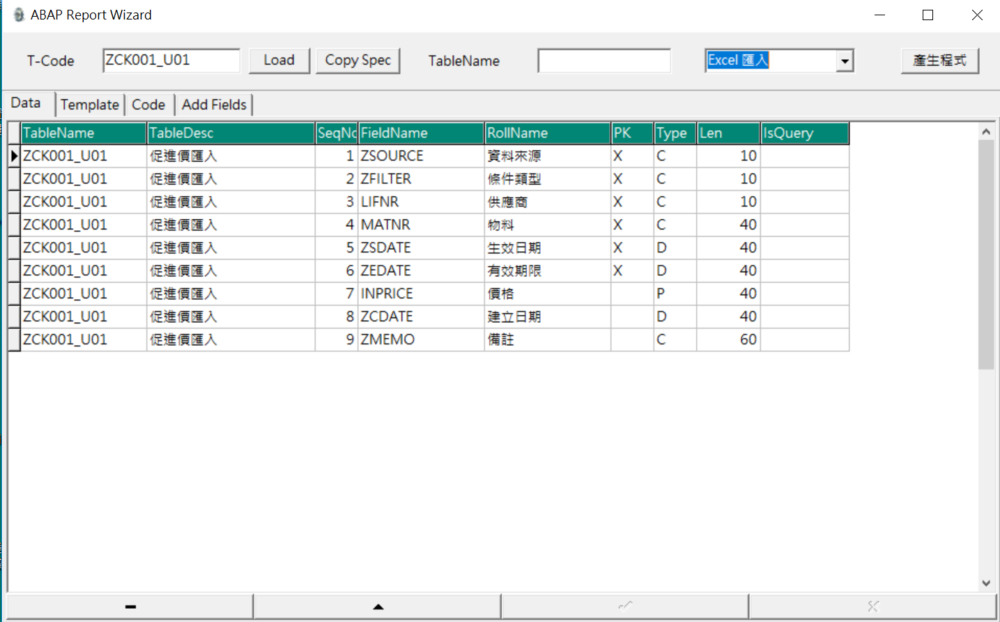 ABAP Report Wizard
T-Code ZCK001_U01 Load Copy Spec TableName Excel 匯入 產生程式
Data Template Code Add Fields
TableName TableDesc SeqNo FieldName RollName PK Type Len IsQuery
ZCK001_U01 促進價匯入 1 ZSOURCE 資料來源 X C 10
ZCK001_U01 促進價匯入 2 ZFILTER 條件類型 X C 10
ZCK001_U01 促進價匯入 3 LIFNR 供應商 X C 10
ZCK001_U01 促進價匯入 4 MATNR 物料 X C 40
ZCK001_U01 促進價匯入 5 ZSDATE 生效日期 X D 40
ZCK001_U01 促進價匯入 6 ZEDATE 有效期限 X D 40
ZCK001_U01 促進價匯入 7 INPRICE 價格 P 40
ZCK001_U01 促進價匯入 8 ZCDATE 建立日期 D 40
ZCK001_U01 促進價匯入 9 ZMEMO 備註 C 60